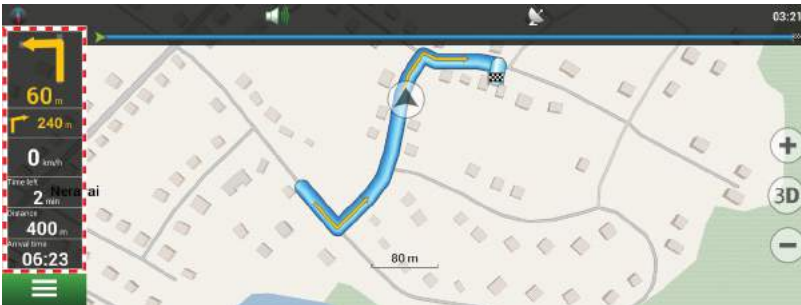 03:21
60 m
240 m
0 km/h
Time left
2 min
Distance
400 m
Arrival time
06:23
80 m
3D